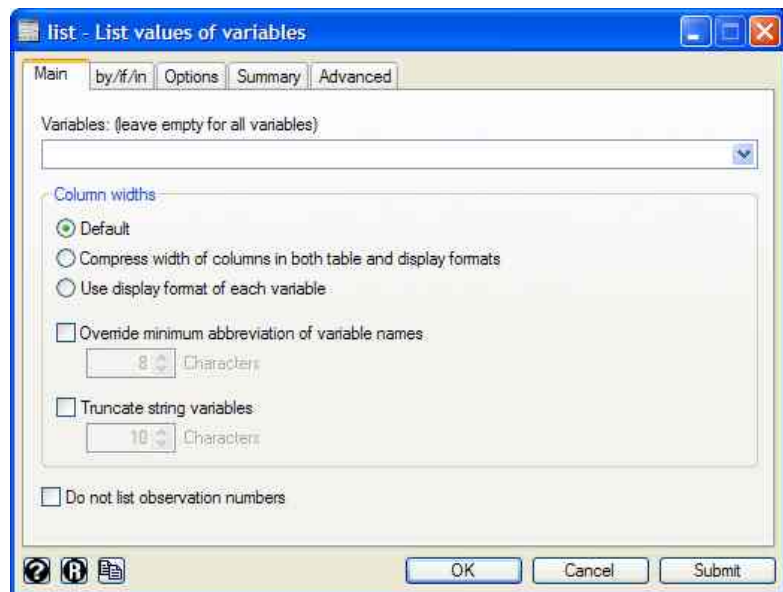 list - List values of variables
Main by/if/in Options Summary Advanced
Variables: (leave empty for all variables)
Column widths
Default
Compress width of columns in both table and display formats
Use display format of each variable
Override minimum abbreviation of variable names
8 Characters
Truncate string variables
10 Characters
Do not list observation numbers
? R OK Cancel Submit